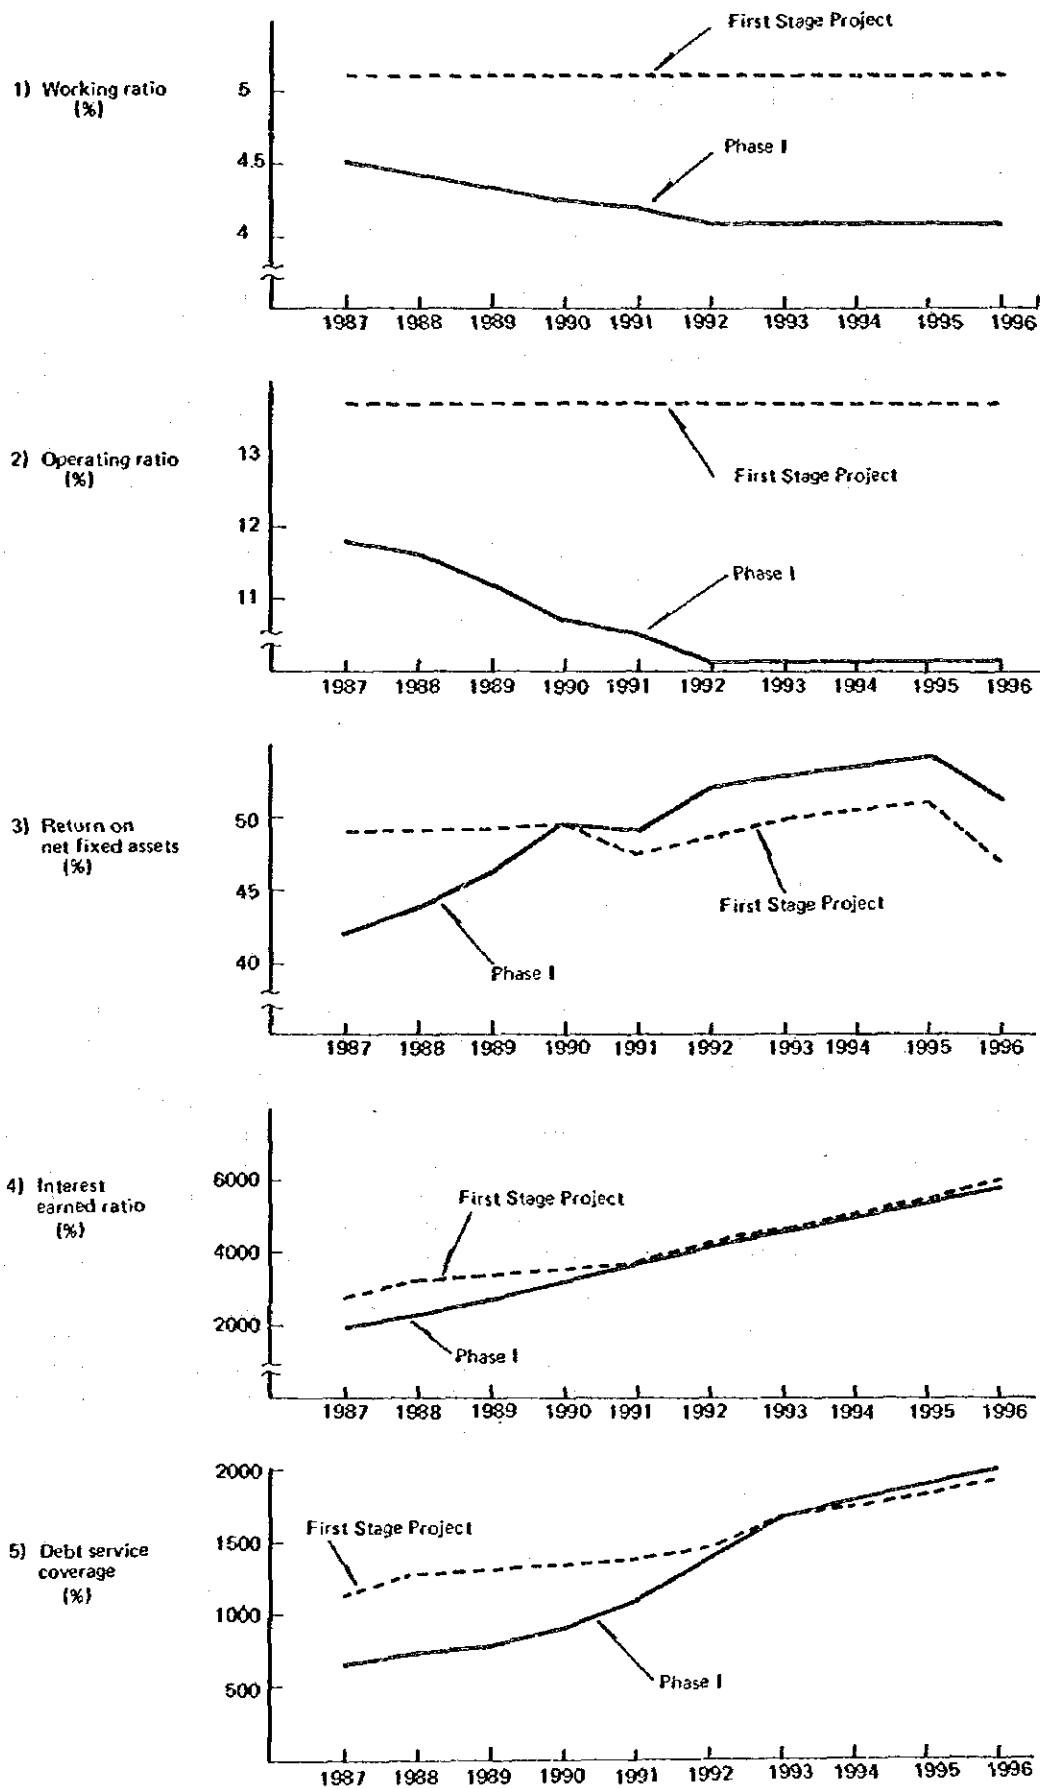 First Stage Project
1) Working ratio
(%)
5
Phase I
4.5
4
1987 1988 1989 1990 1991 1992 1993 1994 1995 1996
13
2) Operating ratio
(%)
First Stage Project
12
Phase I
11
1987 1988 1989 1990 1991 1992 1993 1994 1995 1996
3) Return on
net fixed assets
(%)
50
45
First Stage Project
40
Phase I
1987 1988 1989 1990 1991 1992 1993 1994 1995 1996
4) Interest
earned ratio
(%)
6000
First Stage Project
4000
2000
Phase I
1987 1988 1989 1990 1991 1992 1993 1994 1995 1996
2000
First Stage Project
1500
5) Debt service
coverage
(%)
1000
Phase I
500
1987 1988 1989 1990 1991 1992 1993 1994 1995 1996